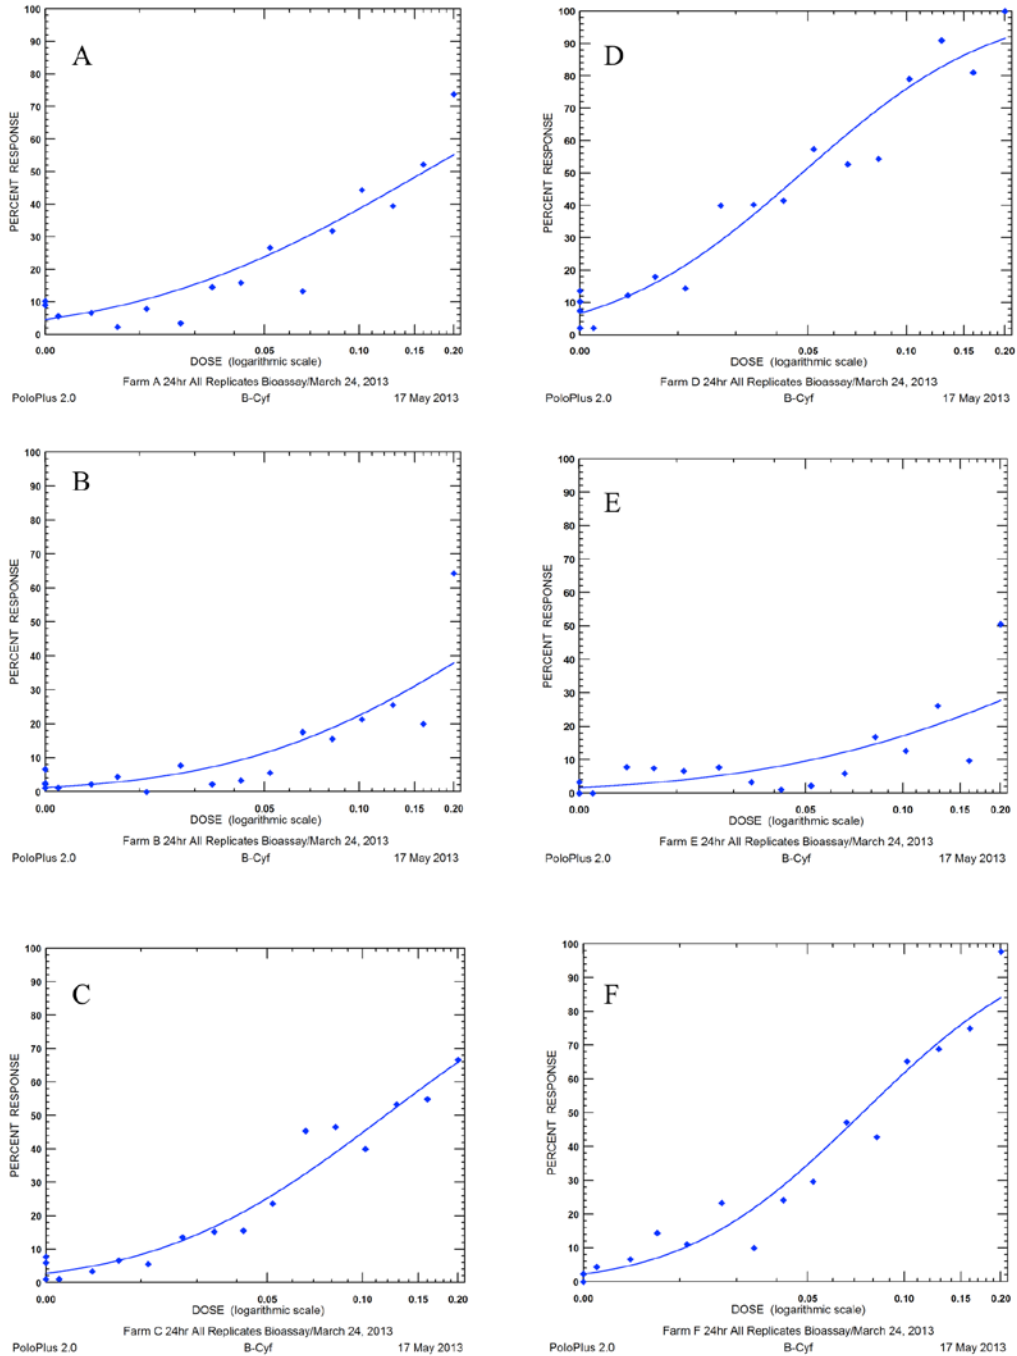 A
100
90
80
70
60
50
40
30
20
10
0
PERCENT RESPONSE
0.00 0.05 0.10 0.15 0.20
DOSE (logarithmic scale)
Farm A 24hr All Replicates Bioassay/March 24, 2013
PoloPlus 2.0 B-Cyf 17 May 2013
D
100
90
80
70
60
50
40
30
20
10
0
PERCENT RESPONSE
0.00 0.05 0.10 0.15 0.20
DOSE (logarithmic scale)
Farm D 24hr All Replicates Bioassay/March 24, 2013
PoloPlus 2.0 B-Cyf 17 May 2013
B
100
90
80
70
60
50
40
30
20
10
0
PERCENT RESPONSE
0.00 0.05 0.10 0.15 0.20
DOSE (logarithmic scale)
Farm B 24hr All Replicates Bioassay/March 24, 2013
PoloPlus 2.0 B-Cyf 17 May 2013
E
100
90
80
70
60
50
40
30
20
10
0
PERCENT RESPONSE
0.00 0.05 0.10 0.15 0.20
DOSE (logarithmic scale)
Farm E 24hr All Replicates Bioassay/March 24, 2013
PoloPlus 2.0 B-Cyf 17 May 2013
C
100
90
80
70
60
50
40
30
20
10
0
PERCENT RESPONSE
0.00 0.05 0.10 0.15 0.20
DOSE (logarithmic scale)
Farm C 24hr All Replicates Bioassay/March 24, 2013
PoloPlus 2.0 B-Cyf 17 May 2013
F
100
90
80
70
60
50
40
30
20
10
0
PERCENT RESPONSE
0.00 0.05 0.10 0.15 0.20
DOSE (logarithmic scale)
Farm F 24hr All Replicates Bioassay/March 24, 2013
PoloPlus 2.0 B-Cyf 17 May 2013